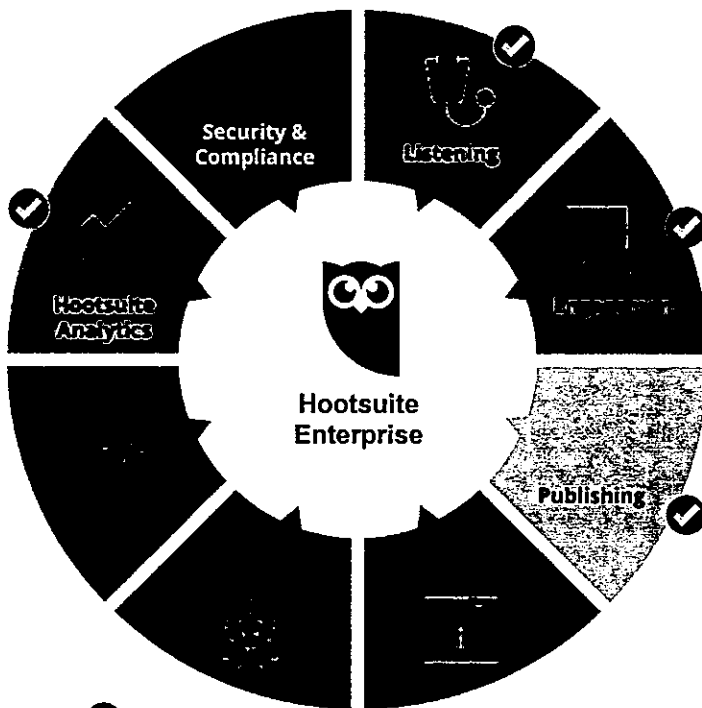 Security &
Compliance
Listening
Hootsuite
Analytics
Hootsuite
Enterprise
Publishing